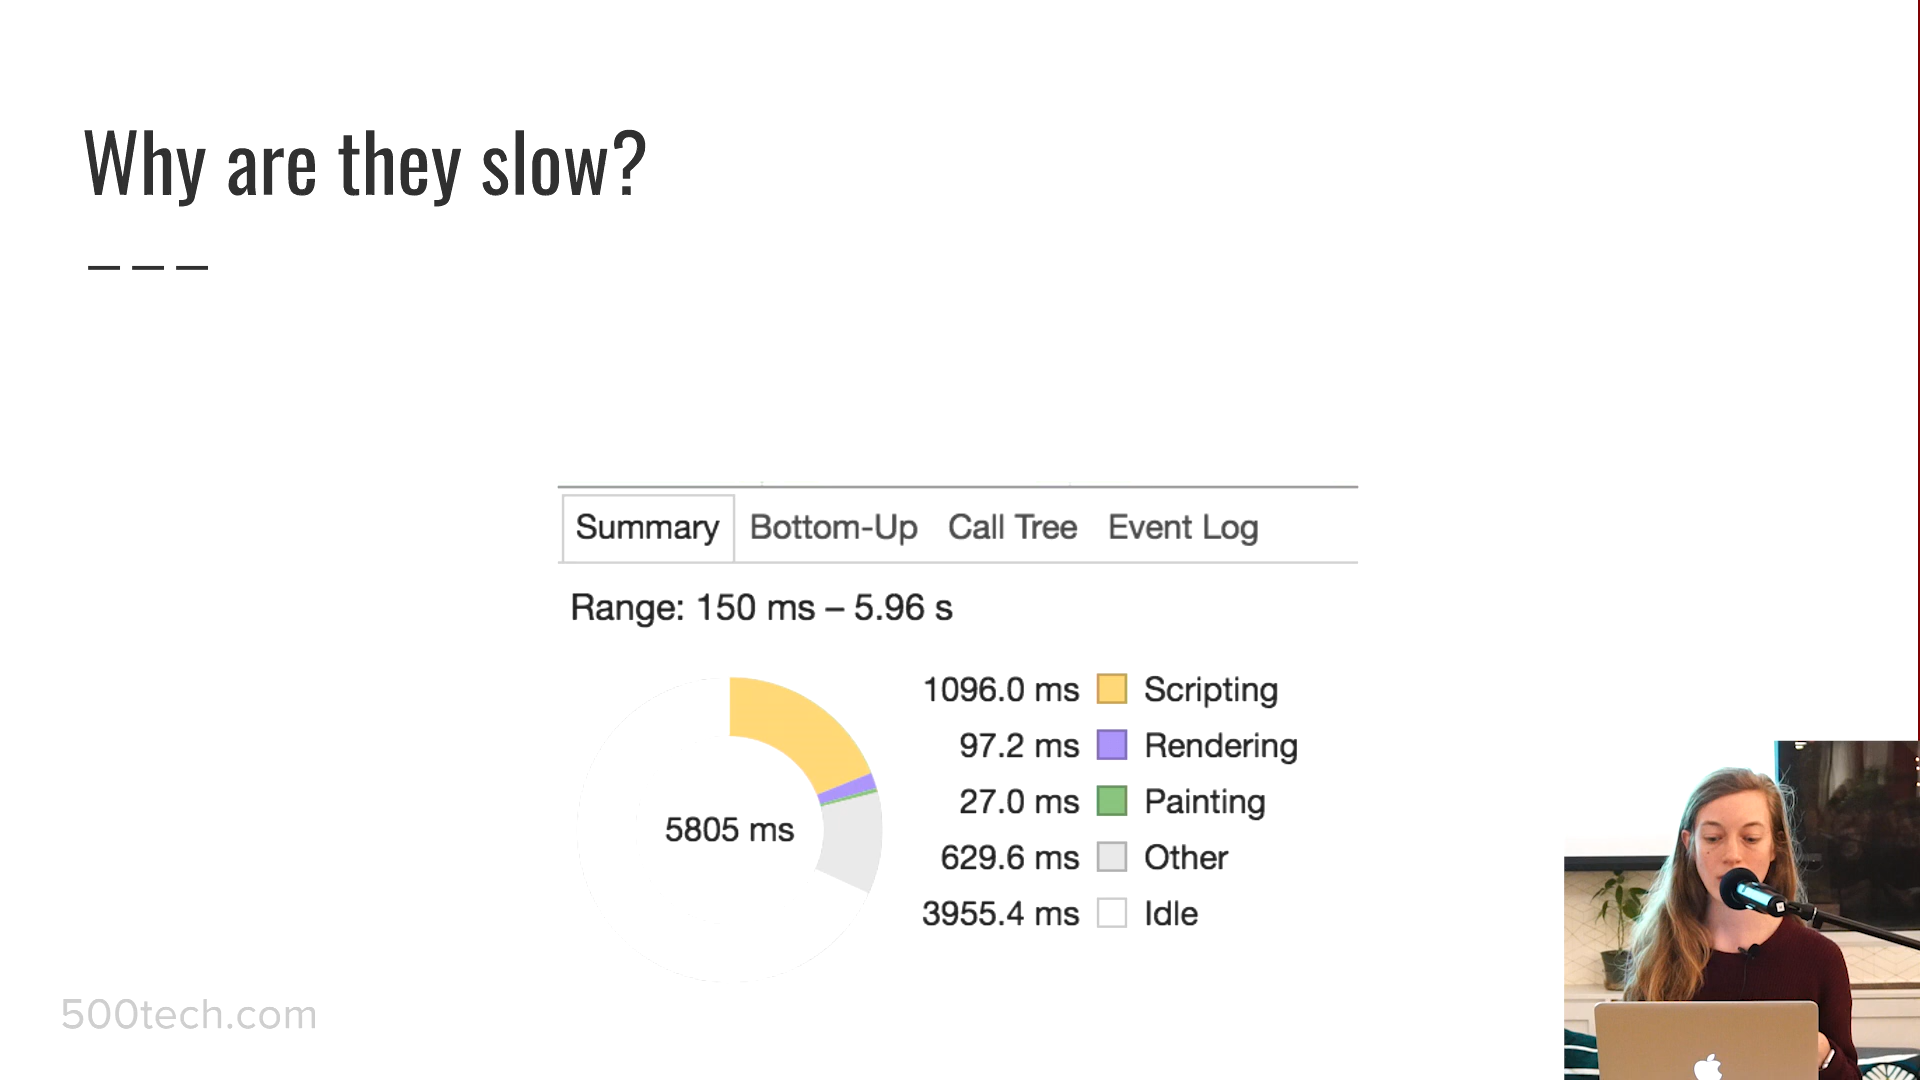 Why are they slow?
Summary Bottom-Up Call Tree Event Log
Range: 150 ms – 5.96 s
1096.0 ms Scripting
97.2 ms Rendering
27.0 ms Painting
5805 ms
629.6 ms Other
3955.4 ms Idle
500tech.com